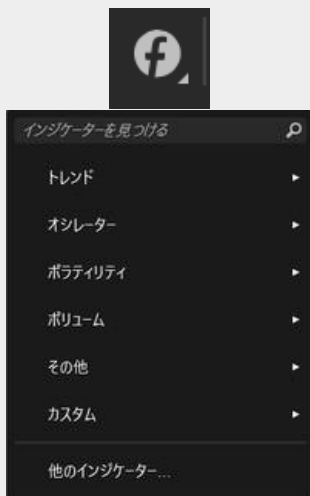 f
インジケーターを見つける
トレンド
オシレーター
ボラティリティ
ボリューム
その他
カスタム
他のインジケーター...